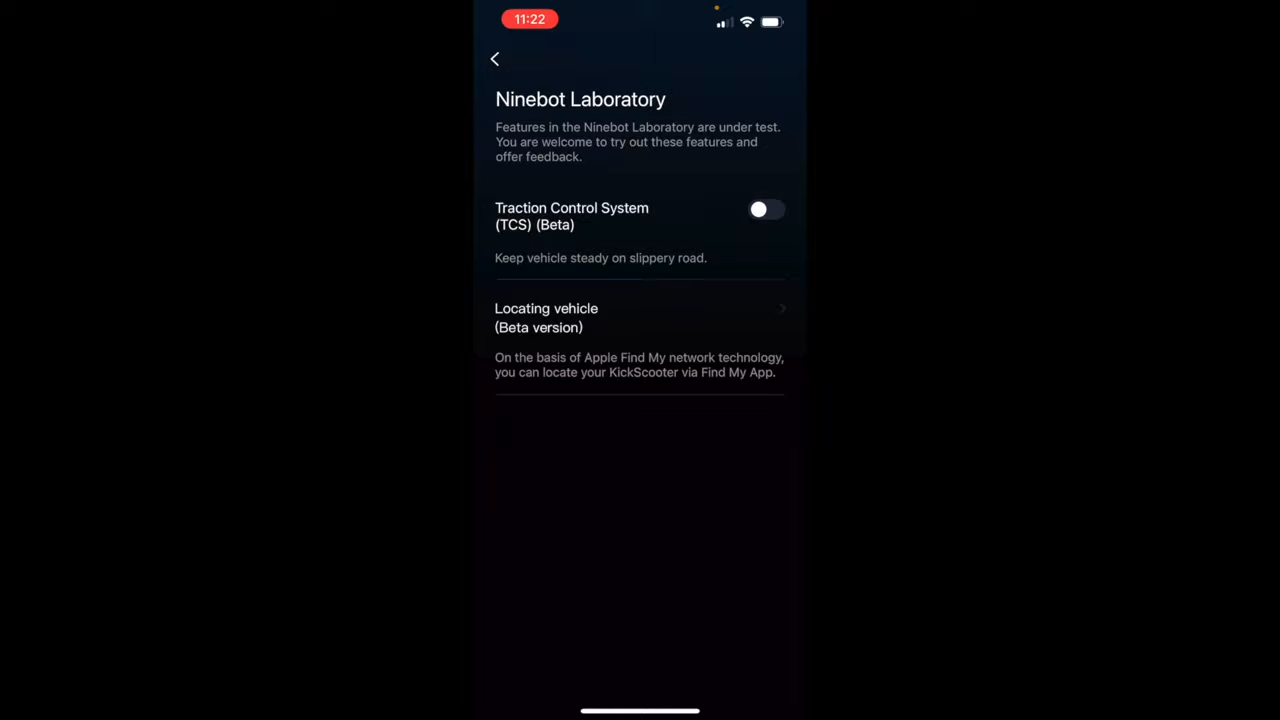 11:22
Ninebot Laboratory
Features in the Ninebot Laboratory are under test.
You are welcome to try out these features and
offer feedback.
Traction Control System
(TCS) (Beta)
Keep vehicle steady on slippery road.
Locating vehicle
(Beta version)
On the basis of Apple Find My network technology,
you can locate your KickScooter via Find My App.